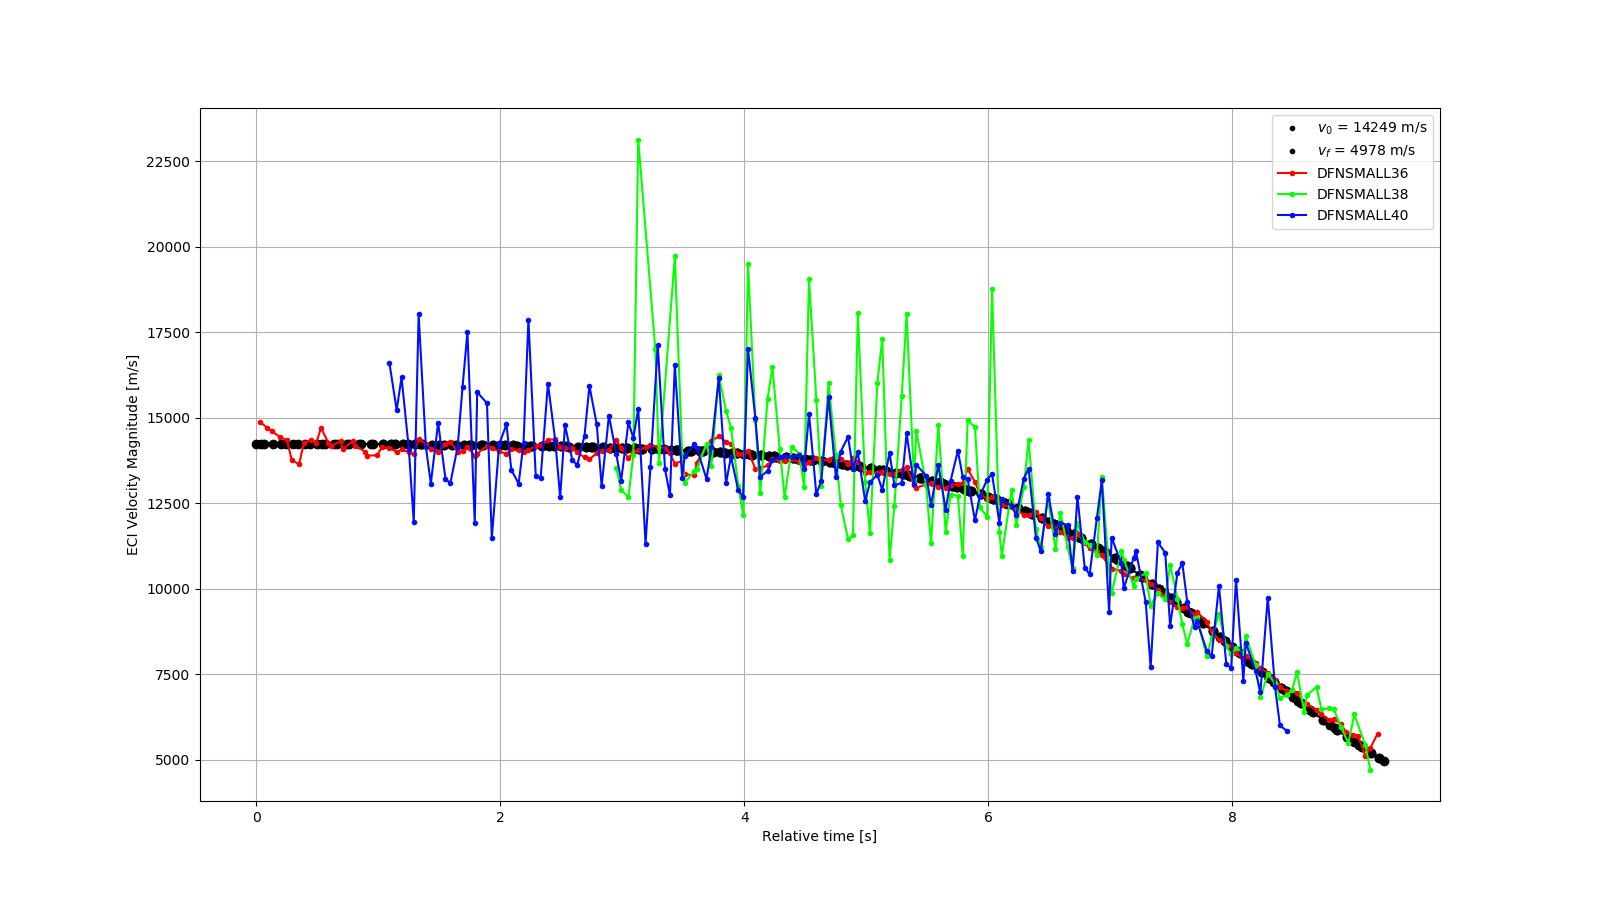 v₀ = 14249 m/s
v_f = 4978 m/s
DFNSMALL36
DFNSMALL38
DFNSMALL40
ECI Velocity Magnitude [m/s]
22500
20000
17500
15000
12500
10000
7500
5000
0 2 4 6 8
Relative time [s]